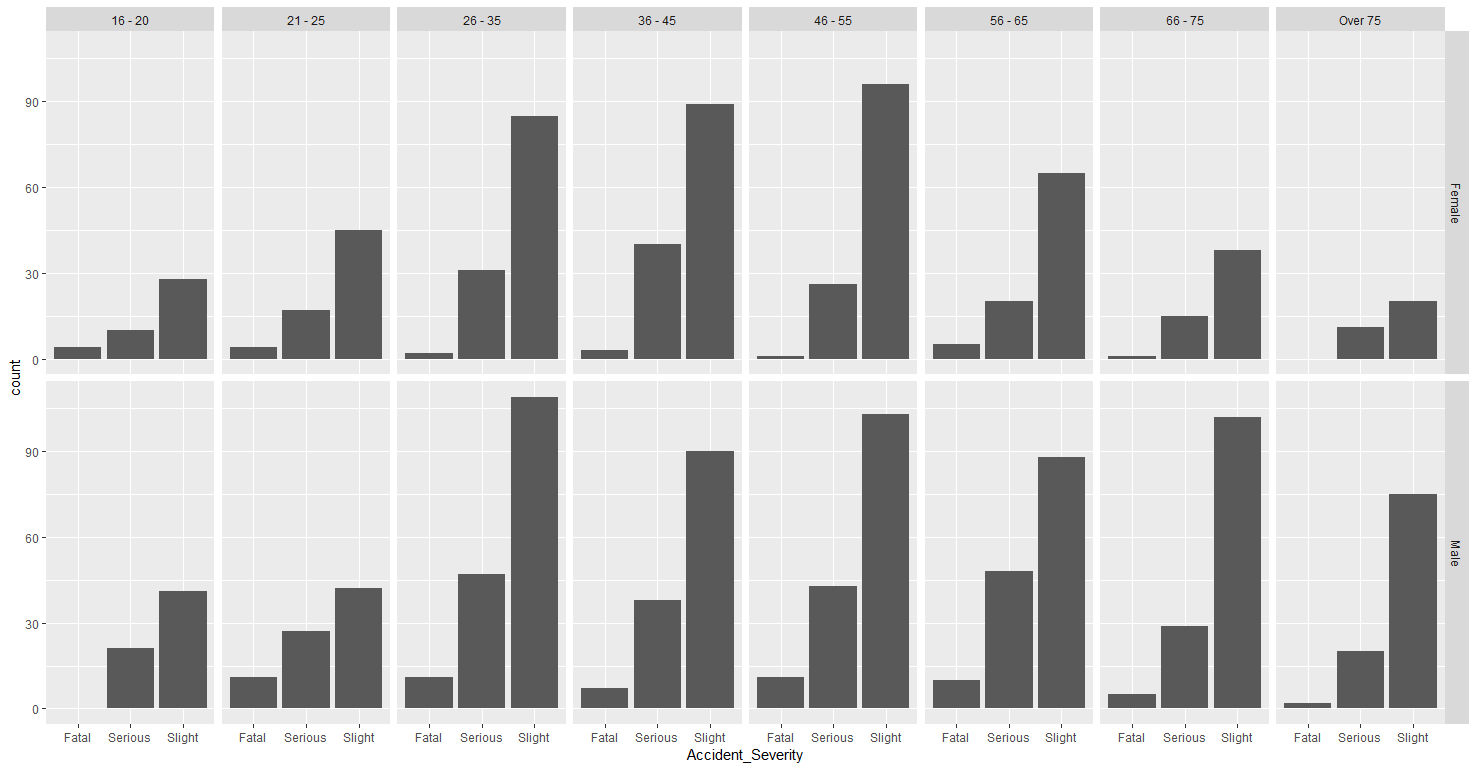 16 - 20 21 - 25 26 - 35 36 - 45 46 - 55 56 - 65 66 - 75 Over 75
90
60
30
0
Female
count
90
60
30
0
Male
Fatal Serious Slight Fatal Serious Slight Fatal Serious Slight Fatal Serious Slight Fatal Serious Slight Fatal Serious Slight Fatal Serious Slight Fatal Serious Slight
Accident_Severity